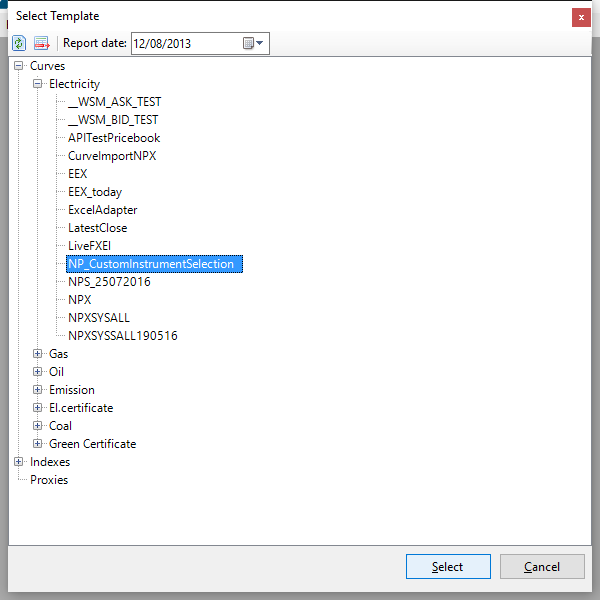 Select Template
x
Report date: 12/08/2013
Curves
Electricity
__WSM_ASK_TEST
__WSM_BID_TEST
APITestPricebook
CurveImportNPX
EEX
EEX_today
ExcelAdapter
LatestClose
LiveFXEI
NP_CustomInstrumentSelection
NPS_25072016
NPX
NPXSYSALL
NPXSYSSALL190516
Gas
Oil
Emission
El.certificate
Coal
Green Certificate
Indexes
Proxies
Select Cancel